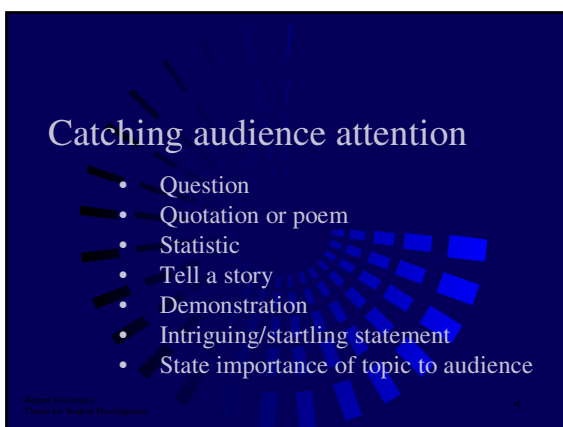 Catching audience attention
• Question
• Quotation or poem
• Statistic
• Tell a story
• Demonstration
• Intriguing/startling statement
• State importance of topic to audience